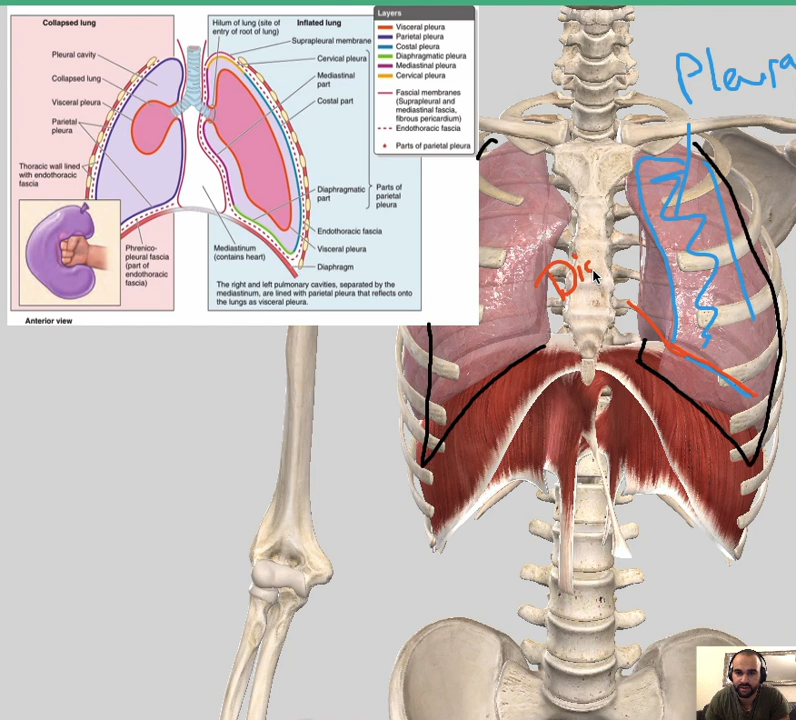 Collapsed lung
Pleural cavity
Collapsed lung
Visceral pleura
Parietal
pleura
Thoracic wall lined
with endothoracic
fascia
Phrenico-
pleural fascia
(part of
endothoracic
fascia)
Anterior view
Hilum of lung (site of
entry of root of lung)
Inflated lung
Suprapleural membrane
Cervical pleura
Mediastinal
part
Costal part
Diaphragmatic
part
Parts of
parietal
pleura
Endothoracic fascia
Visceral pleura
Diaphragm
Mediastinum
(contains heart)
The right and left pulmonary cavities, separated by the
mediastinum, are lined with parietal pleura that reflects onto
the lungs as visceral pleura.
Layers
Visceral pleura
Parietal pleura
Costal pleura
Diaphragmatic pleura
Mediastinal pleura
Cervical pleura
Fascial membranes
(Suprapleural and
mediastinal fascia,
fibrous pericardium)
Endothoracic fascia
Parts of parietal pleura
Pleura
Dia